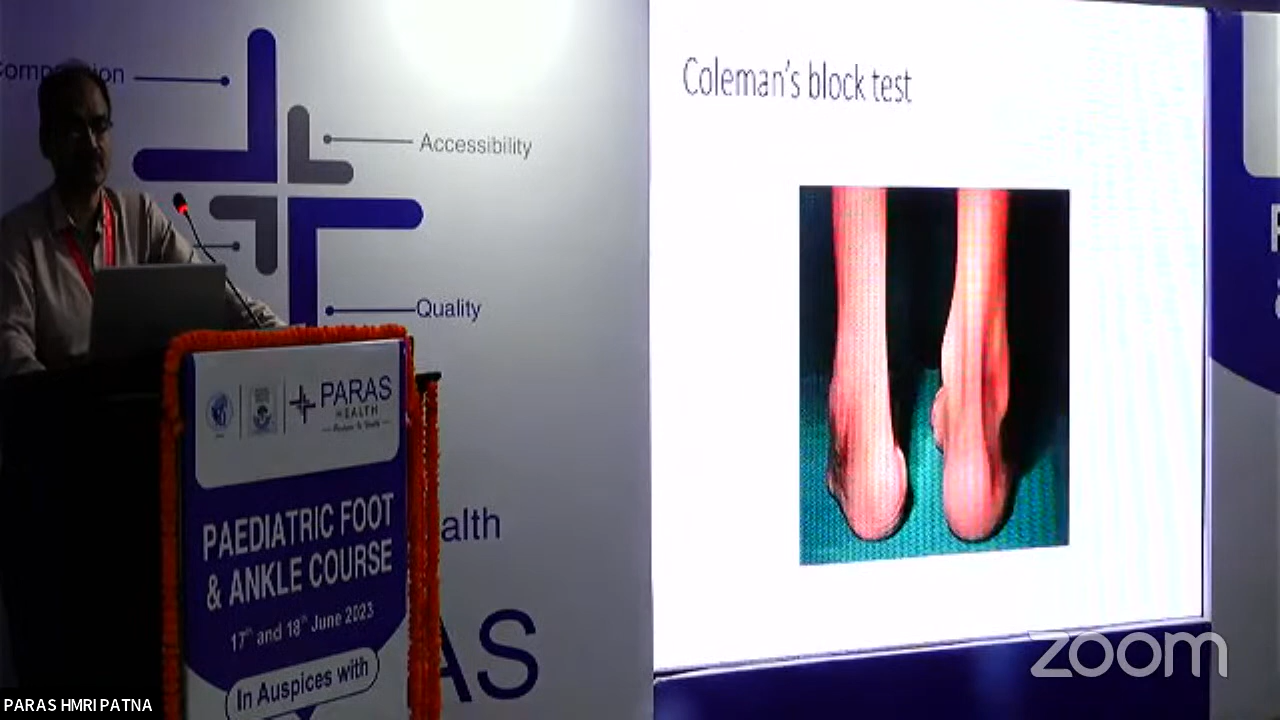 Accessibility
Quality
PARAS
HEALTH
PAEDIATRIC FOOT
& ANKLE COURSE
17th and 18th June 2023
In Auspices with
alth
AS
Coleman's block test
zoom
PARAS HMRI PATNA